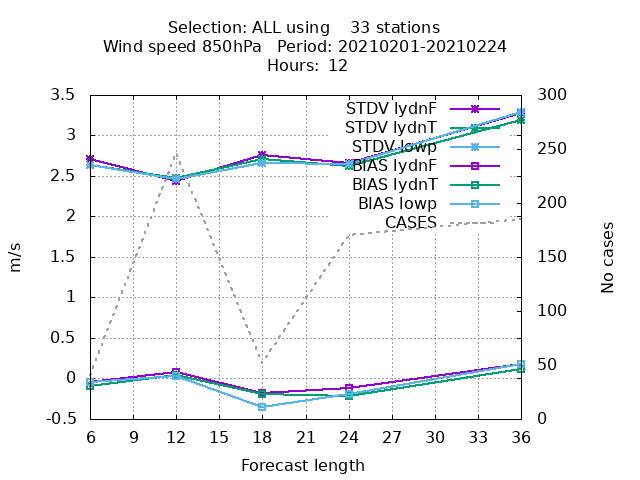 Selection: ALL using    33 stations
Wind speed 850hPa   Period: 20210201-20210224
Hours:  12
3.5
3
2.5
2
1.5
1
0.5
0
-0.5
m/s
300
250
200
150
100
50
0
No cases
STDV lydnF
STDV lydnT
STDV lowp
BIAS lydnF
BIAS lydnT
BIAS lowp
CASES
6 9 12 15 18 21 24 27 30 33 36
Forecast length